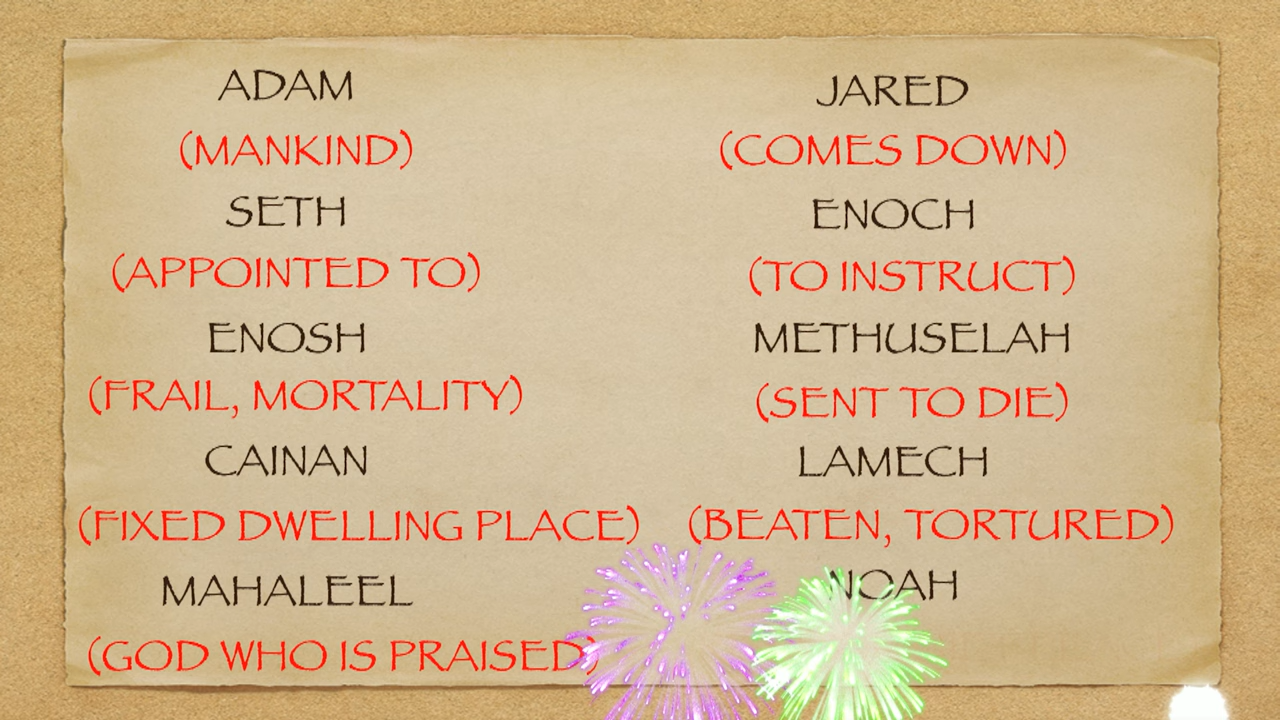 ADAM
(MANKIND)
SETH
(APPOINTED TO)
ENOSH
(FRAIL, MORTALITY)
CAINAN
(FIXED DWELLING PLACE)
MAHALEEL
(GOD WHO IS PRAISED)
JARED
(COMES DOWN)
ENOCH
(TO INSTRUCT)
METHUSELAH
(SENT TO DIE)
LAMECH
(BEATEN, TORTURED)
NOAH